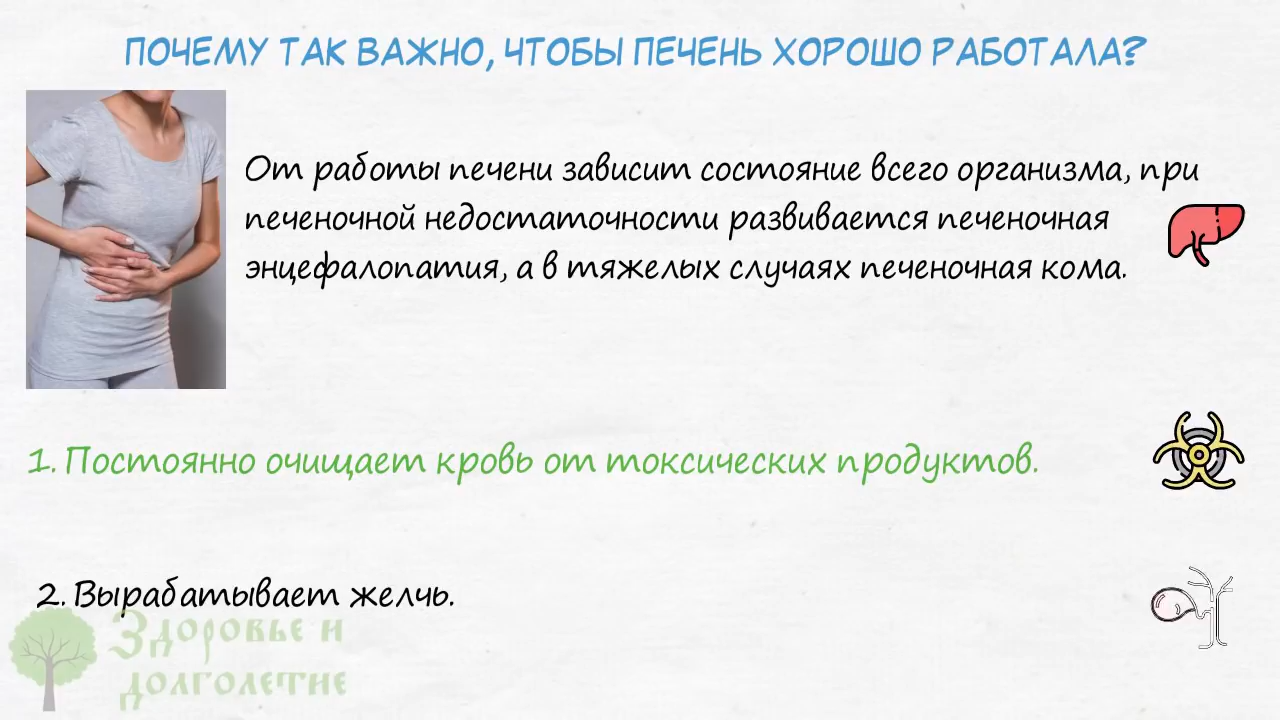 ПОЧЕМУ ТАК ВАЖНО, ЧТОБЫ ПЕЧЕНЬ ХОРОШО РАБОТАЛА?
От работы печени зависит состояние всего организма, при
печеночной недостаточности развивается печеночная
энцефалопатия, а в тяжелых случаях печеночная кома.
1. Постоянно очищает кровь от токсических продуктов.
2. Вырабатывает желчь.
Здоровье и
долголетие